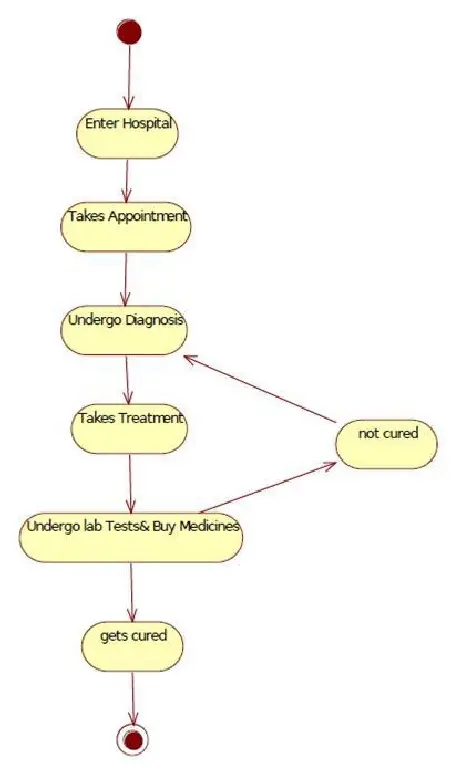 Enter Hospital
Takes Appointment
Undergo Diagnosis
Takes Treatment
not cured
Undergo lab Tests& Buy Medicines
gets cured